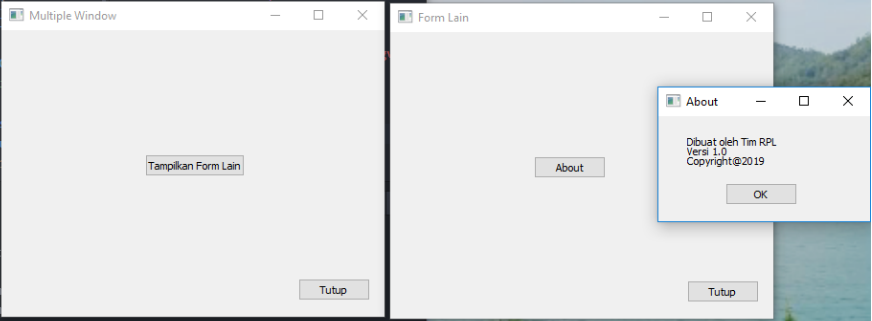 Multiple Window
Tampilkan Form Lain
Tutup
Form Lain
About
Tutup
About
Dibuat oleh Tim RPL
Versi 1.0
Copyright@2019
OK